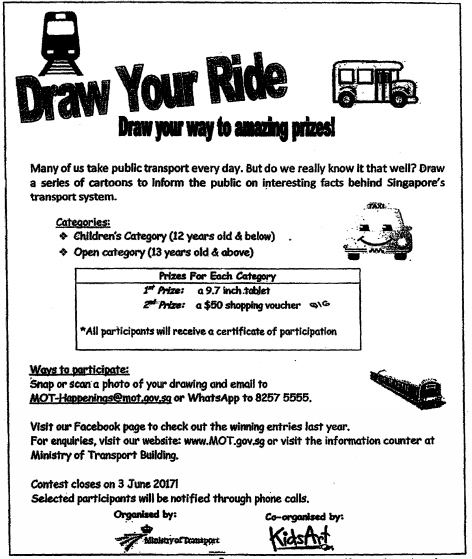 Draw Your Ride
Draw your way to amazing prizes!
Many of us take public transport every day. But do we really know it that well? Draw
a series of cartoons to inform the public on interesting facts behind Singapore's
transport system.
Categories:
❖ Children's Category (12 years old & below)
❖ Open category (13 years old & above)
TAXI
Prizes For Each Category
1st Prize: a 9.7 inch tablet
2nd Prize: a $50 shopping voucher
*All participants will receive a certificate of participation
Ways to participate:
Snap or scan a photo of your drawing and email to
MOT-Happenings@mot.gov.sg or WhatsApp to 8257 5555.
Visit our Facebook page to check out the winning entries last year.
For enquiries, visit our website: www.MOT.gov.sg or visit the information counter at
Ministry of Transport Building.
Contest closes on 3 June 2017!
Selected participants will be notified through phone calls.
Organised by: Co-organised by:
Ministry of Transport KidsArt